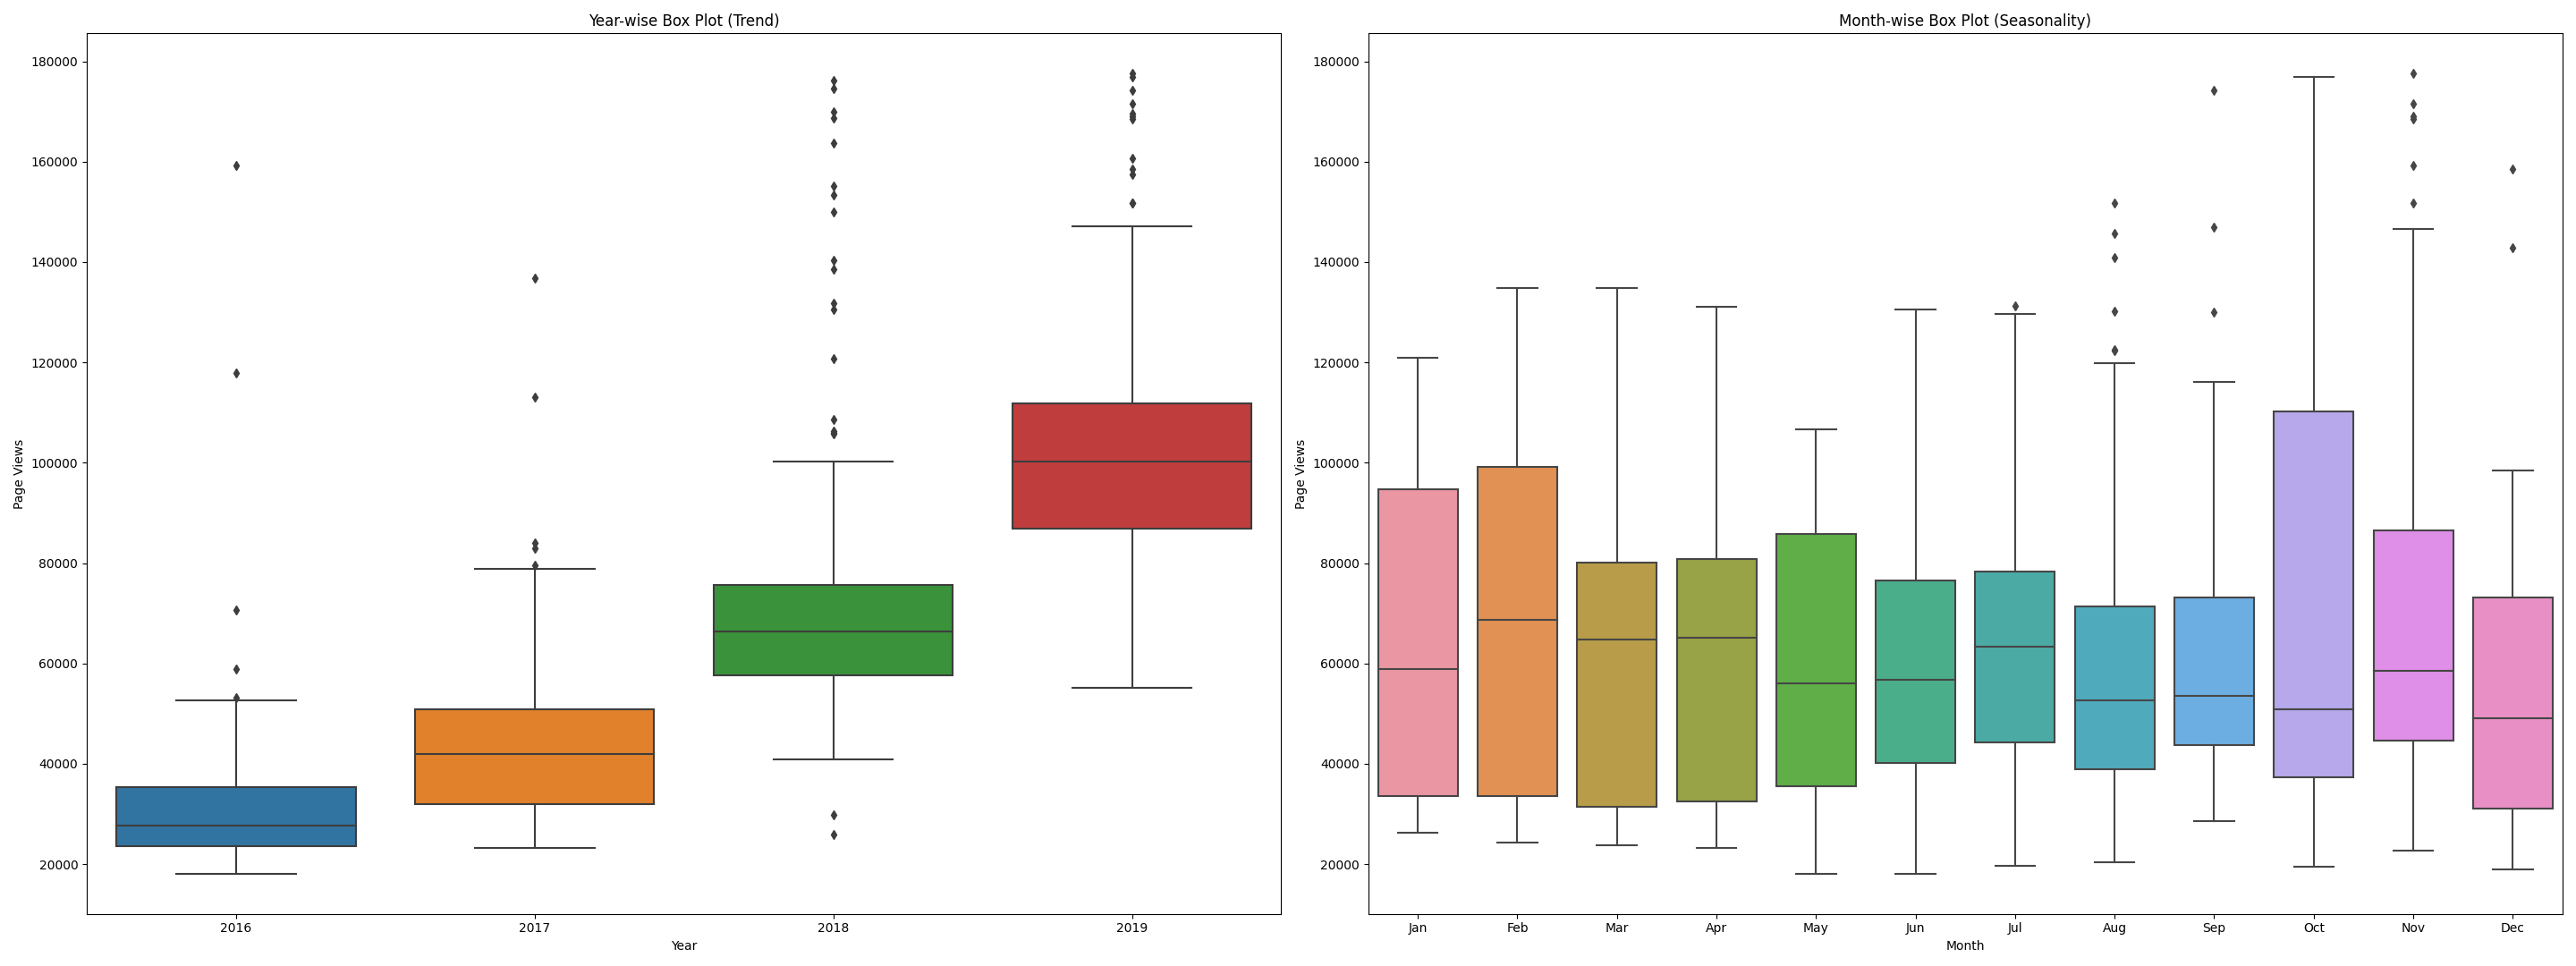 Year-wise Box Plot (Trend)
180000
160000
140000
120000
100000
80000
60000
40000
20000
Page Views
2016 2017 2018 2019
Year
Month-wise Box Plot (Seasonality)
180000
160000
140000
120000
100000
80000
60000
40000
20000
Page Views
Jan Feb Mar Apr May Jun Jul Aug Sep Oct Nov Dec
Month